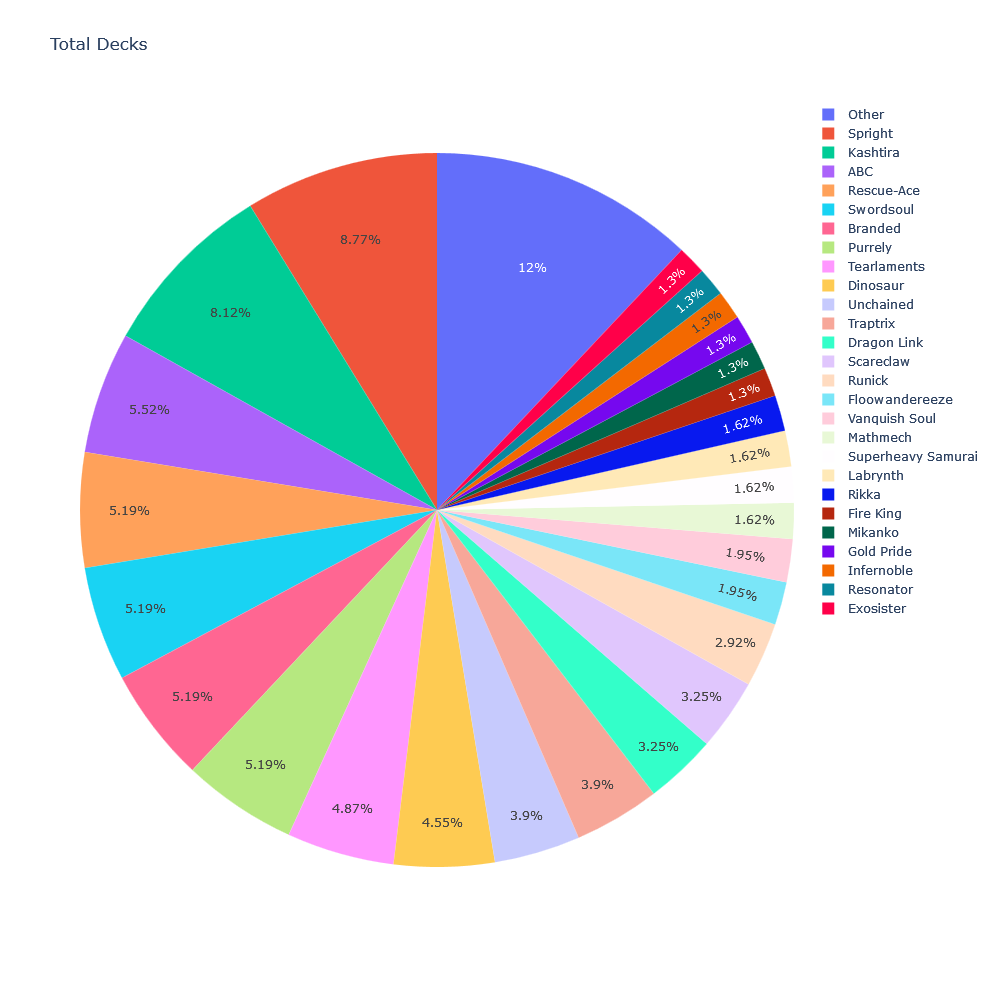 Total Decks
Other
Spright
Kashtira
ABC
Rescue-Ace
Swordsoul
Branded
Purrely
Tearlaments
Dinosaur
Unchained
Traptrix
Dragon Link
Scareclaw
Runick
Floowandereeze
Vanquish Soul
Mathmech
Superheavy Samurai
Labrynth
Rikka
Fire King
Mikanko
Gold Pride
Infernoble
Resonator
Exosister
12%
8.77%
8.12%
5.52%
5.19%
5.19%
5.19%
5.19%
4.87%
4.55%
3.9%
3.9%
3.25%
3.25%
2.92%
1.95%
1.95%
1.62%
1.62%
1.62%
1.62%
1.3%
1.3%
1.3%
1.3%
1.3%
1.3%